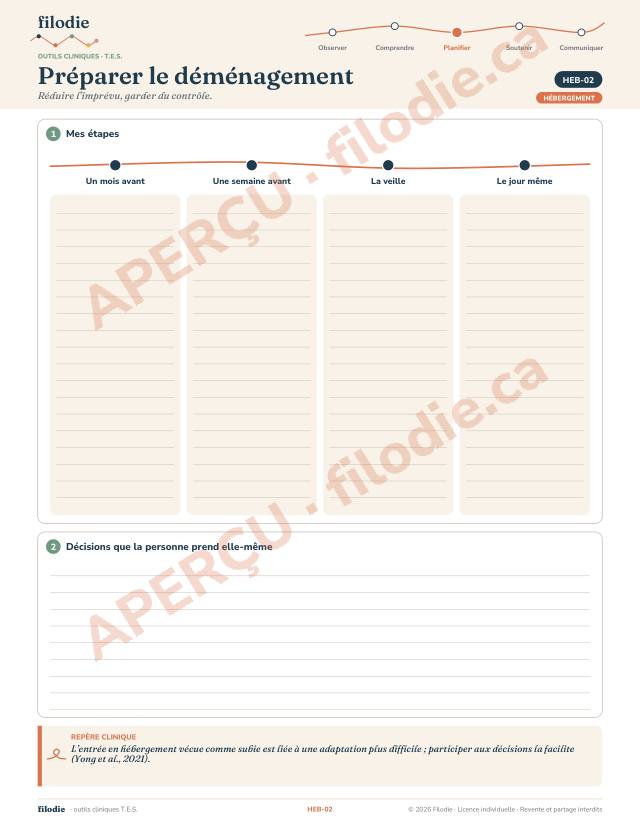 filodie
OUTILS CLINIQUES · T.E.S.
Observer Comprendre Planifier Soutenir Communiquer
Préparer le déménagement
Réduire l'imprévu, garder du contrôle.
HEB-02
HÉBERGEMENT
1 Mes étapes
Un mois avant Une semaine avant La veille Le jour même
APERÇU · filodie.ca
APERÇU · filodie.ca
2 Décisions que la personne prend elle-même
REPÈRE CLINIQUE
L'entrée en hébergement vécue comme subie est liée à une adaptation plus difficile ; participer aux décisions la facilite
(Yong et al., 2021).
filodie · outils cliniques T.E.S. HEB-02 © 2026 Filodie · Licence individuelle · Revente et partage interdits